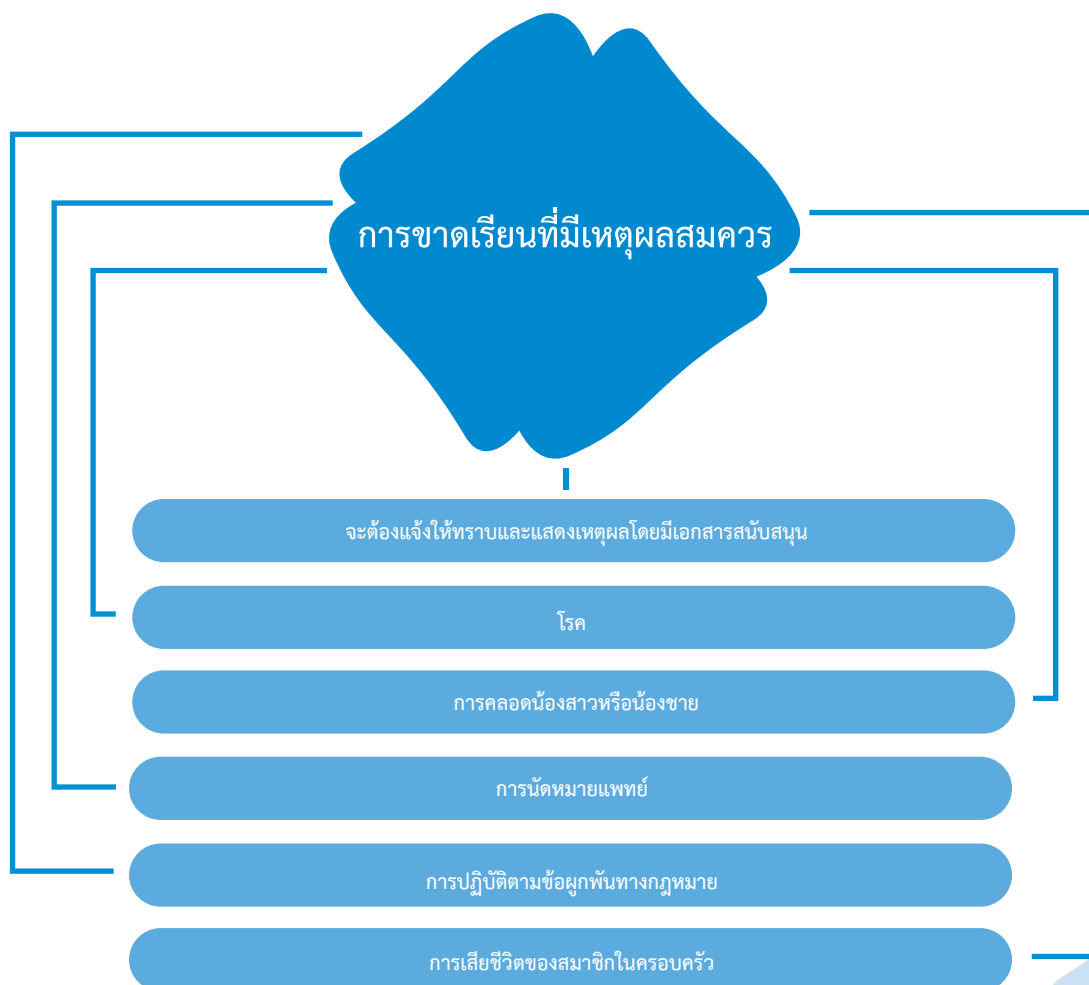 การขาดเรียนที่มีเหตุผลสมควร
จะต้องแจ้งให้ทราบและแสดงเหตุผลโดยมีเอกสารสนับสนุน
โรค
การคลอดน้องสาวหรือน้องชาย
การนัดหมายแพทย์
การปฏิบัติตามข้อผูกพันทางกฎหมาย
การเสียชีวิตของสมาชิกในครอบครัว